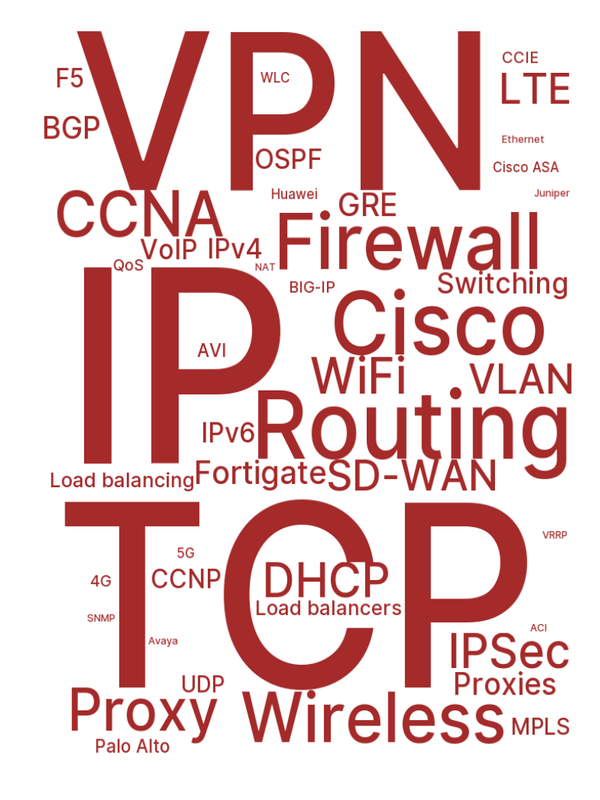 VPN
F5
WLC
CCIE
LTE
BGP
OSPF
Ethernet
Cisco ASA
Huawei
Juniper
CCNA
GRE
VoIP
IPv4
Firewall
QoS
NAT
BIG-IP
Switching
IP
Cisco
AVI
WiFi
VLAN
IPv6
Routing
Load balancing
Fortigate
SD-WAN
TCP
VRRP
5G
4G
CCNP
DHCP
Load balancers
SNMP
Avaya
ACI
IPSec
UDP
Proxies
Proxy
Wireless
MPLS
Palo Alto